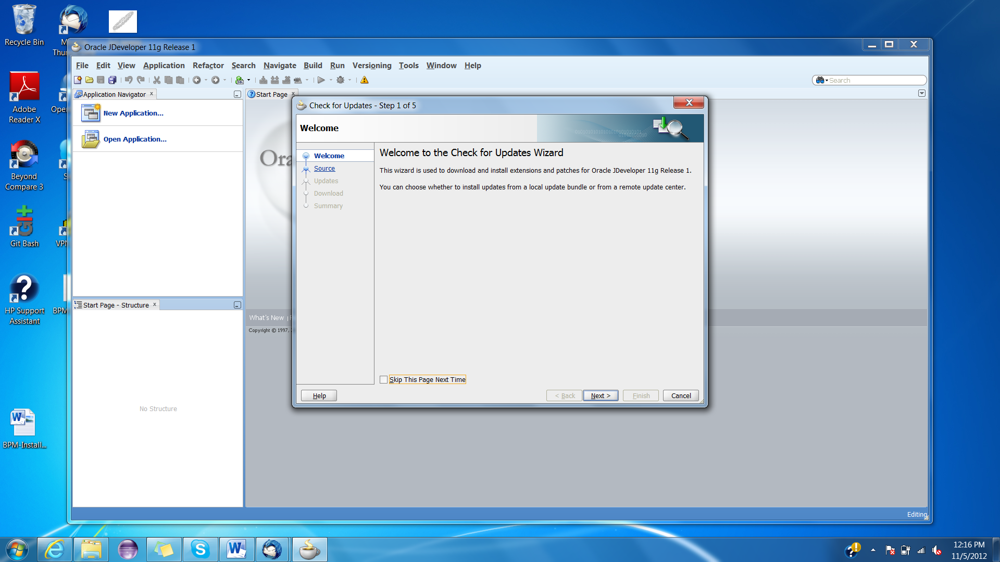 Recycle Bin
Adobe
Reader X
Beyond
Compare 3
Git Bash
HP Support
Assistant
BPM-Install...
Oracle JDeveloper 11g Release 1
File Edit View Application Refactor Search Navigate Build Run Versioning Tools Window Help
Search
Application Navigator
New Application...
Open Application...
Start Page
Start Page - Structure
No Structure
What's New
Copyright © 1997,
Check for Updates - Step 1 of 5
Welcome
Welcome
Source
Updates
Download
Summary
Welcome to the Check for Updates Wizard
This wizard is used to download and install extensions and patches for Oracle JDeveloper 11g Release 1.
You can choose whether to install updates from a local update bundle or from a remote update center.
Skip This Page Next Time
Help
< Back
Next >
Finish
Cancel
Editing
12:16 PM
11/5/2012